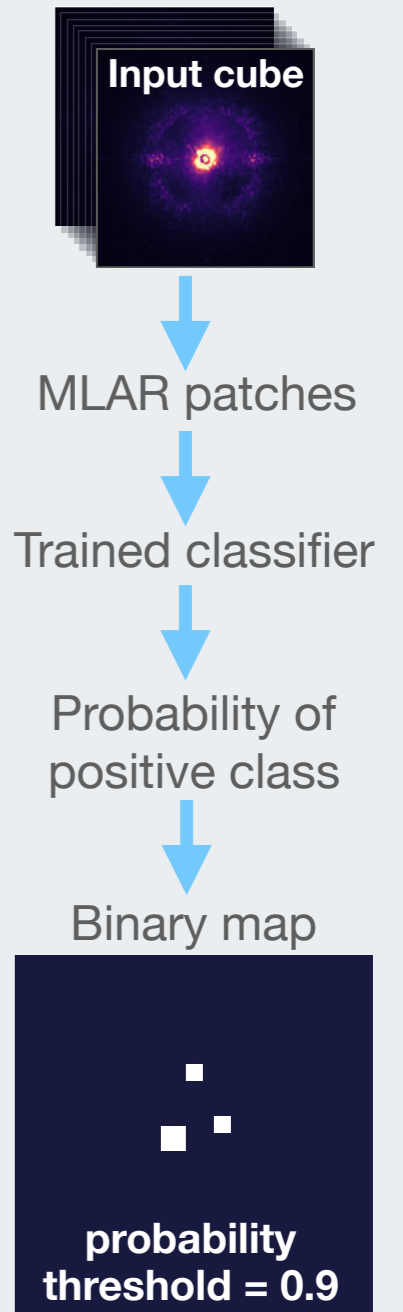 Input cube
MLAR patches
Trained classifier
Probability of
positive class
Binary map
probability
threshold = 0.9